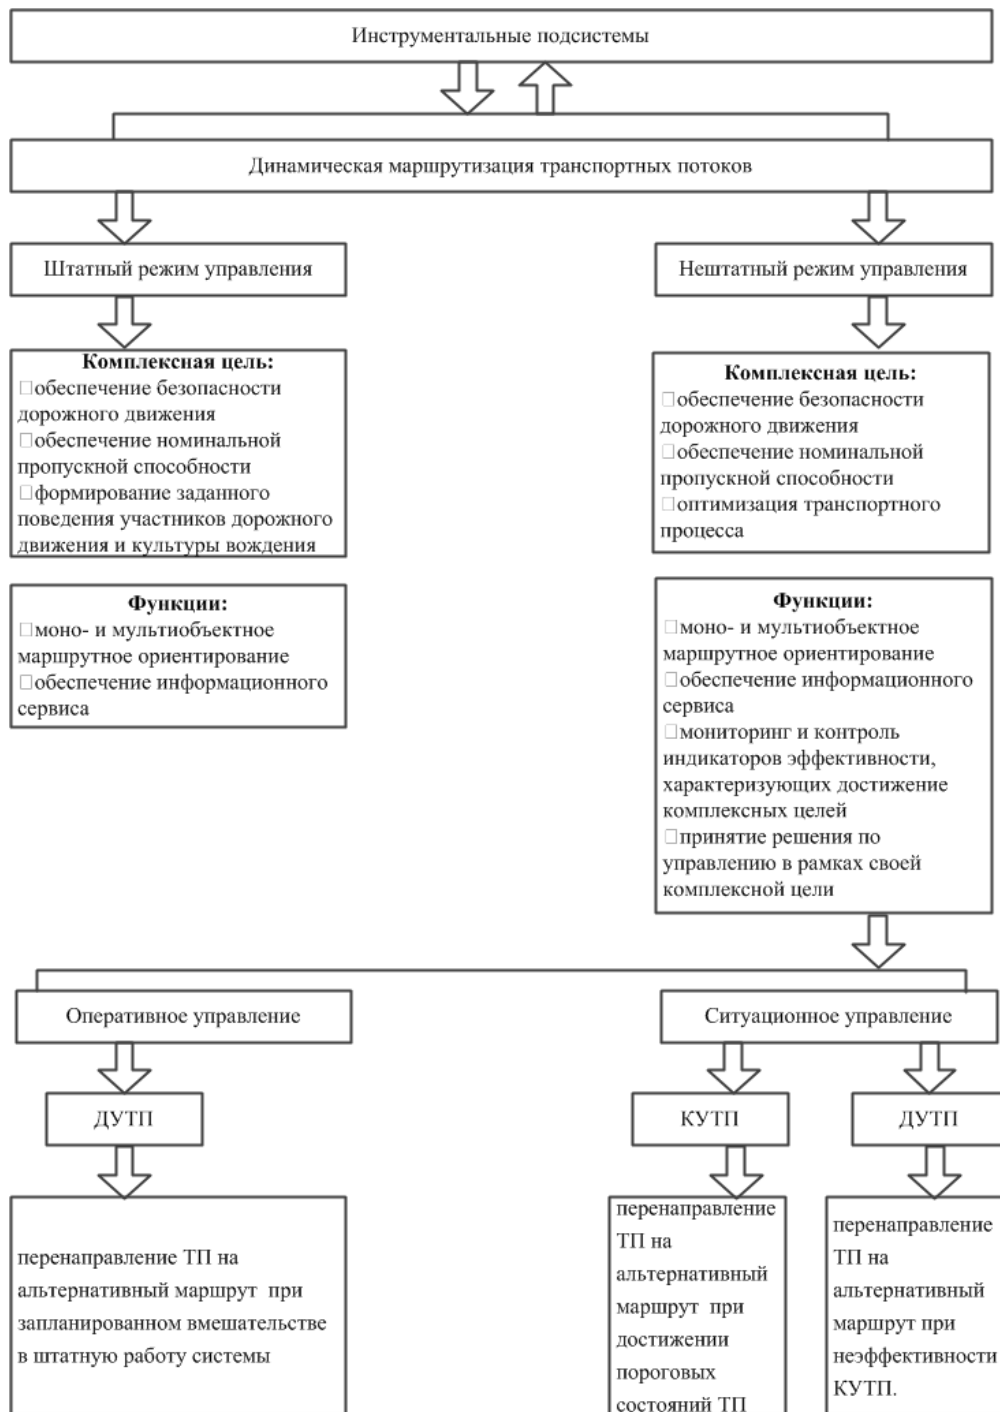 Инструментальные подсистемы
Динамическая маршрутизация транспортных потоков
Штатный режим управления
Нештатный режим управления
Комплексная цель:
□обеспечение безопасности
дорожного движения
□обеспечение номинальной
пропускной способности
□формирование заданного
поведения участников дорожного
движения и культуры вождения
Комплексная цель:
□обеспечение безопасности
дорожного движения
□обеспечение номинальной
пропускной способности
□оптимизация транспортного
процесса
Функции:
□моно- и мультиобъектное
маршрутное ориентирование
□обеспечение информационного
сервиса
Функции:
□моно- и мультиобъектное
маршрутное ориентирование
□обеспечение информационного
сервиса
□мониторинг и контроль
индикаторов эффективности,
характеризующих достижение
комплексных целей
□принятие решения по
управлению в рамках своей
комплексной цели
Оперативное управление
Ситуационное управление
ДУТП
КУТП
ДУТП
перенаправление ТП на
альтернативный маршрут при
запланированном вмешательстве
в штатную работу системы
перенаправление
ТП на
альтернативный
маршрут при
достижении
пороговых
состояний ТП
перенаправление
ТП на
альтернативный
маршрут при
неэффективности
КУТП.